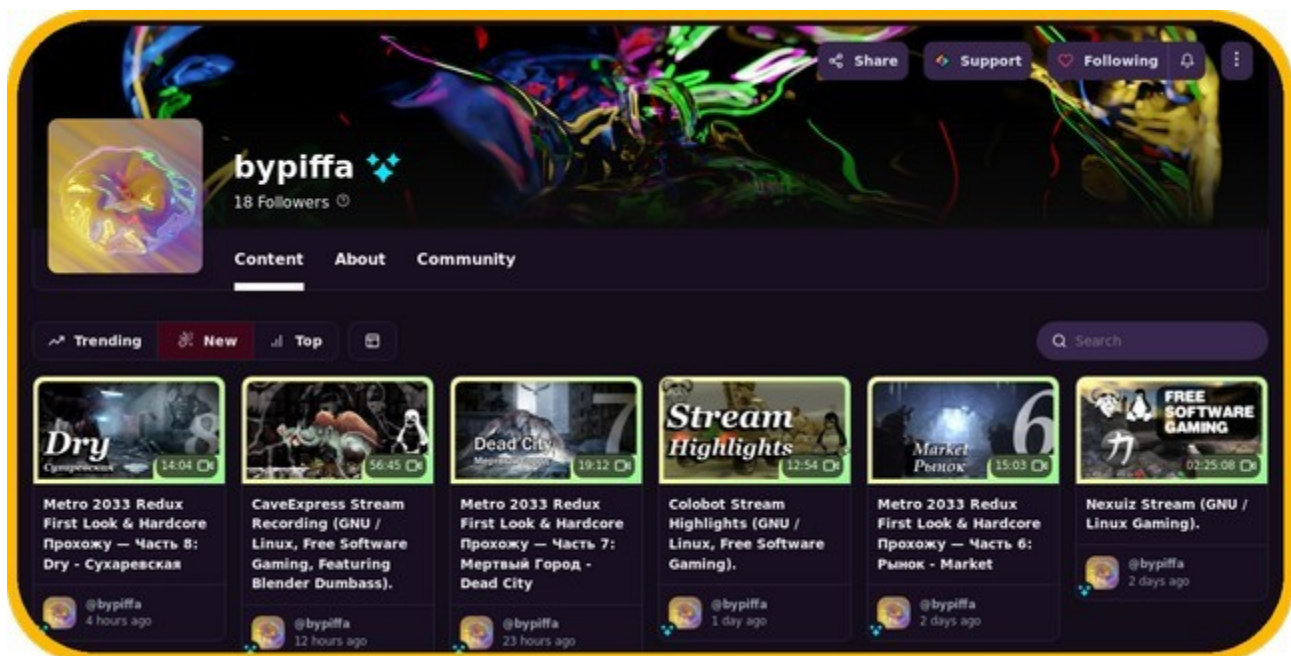 Share
Support
Following
bypiffa
18 Followers
Content
About
Community
Trending
New
Top
Search
Dry
Сухаревская
8
14:04
Metro 2033 Redux
First Look & Hardcore
Прохожу — Часть 8:
Dry - Сухаревская
@bypiffa
4 hours ago
56:45
CaveExpress Stream
Recording (GNU /
Linux, Free Software
Gaming, Featuring
Blender Dumbass).
@bypiffa
12 hours ago
7
Dead City
19:12
Metro 2033 Redux
First Look & Hardcore
Прохожу — Часть 7:
Мертвый Город -
Dead City
@bypiffa
23 hours ago
Stream
Highlights
12:54
Colobot Stream
Highlights (GNU /
Linux, Free Software
Gaming).
@bypiffa
1 day ago
6
Market
Рынок
15:03
Metro 2033 Redux
First Look & Hardcore
Прохожу — Часть 6:
Рынок - Market
@bypiffa
2 days ago
FREE
SOFTWARE
GAMING
力
02:25:08
Nexuiz Stream (GNU /
Linux Gaming).
@bypiffa
2 days ago